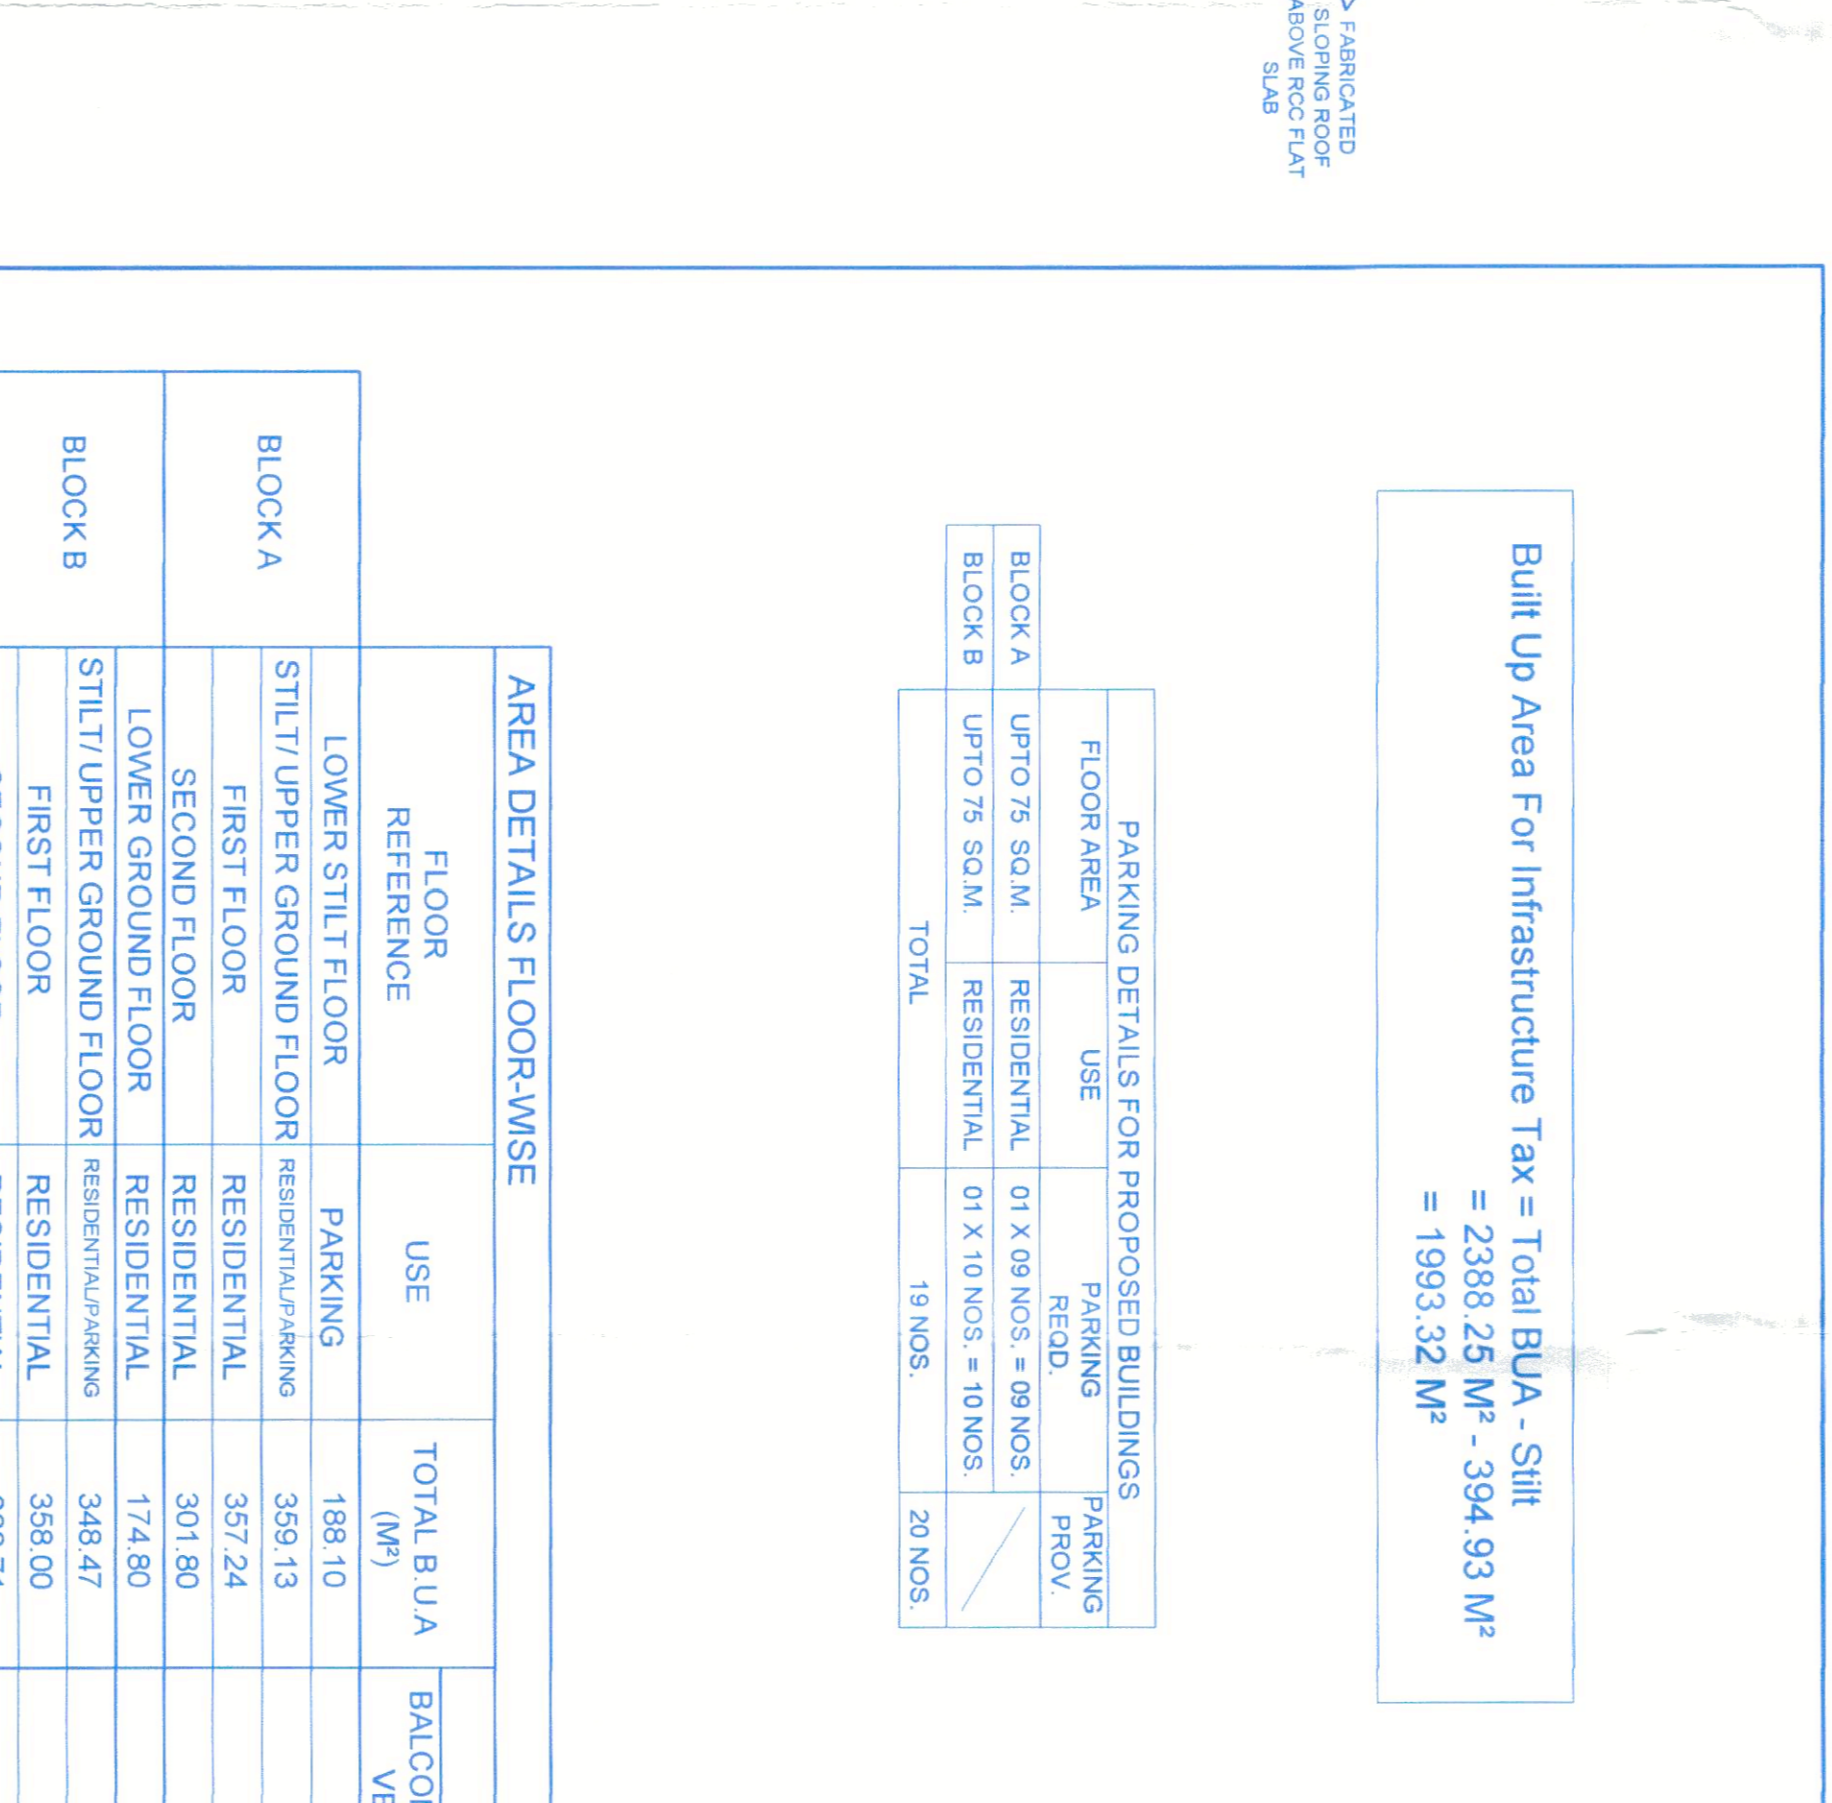 FABRICATED
SLOPING ROOF
ABOVE RCC FLAT
SLAB
Built Up Area For Infrastructure Tax = Total BUA - Stilt
= 2388.25 M² - 394.93 M²
= 1993.32 M²
PARKING DETAILS FOR PROPOSED BUILDINGS
FLOOR AREA USE PARKING REQD. PARKING PROV.
BLOCK A UPTO 75 SQ.M. RESIDENTIAL 01 X 09 NOS. = 09 NOS.
BLOCK B UPTO 75 SQ.M. RESIDENTIAL 01 X 10 NOS. = 10 NOS.
TOTAL 19 NOS. 20 NOS.
AREA DETAILS FLOOR-WISE
FLOOR REFERENCE USE TOTAL B.U.A (M²)
BLOCK A
LOWER STILT FLOOR PARKING 188.10
STILT/ UPPER GROUND FLOOR RESIDENTIAL/PARKING 359.13
FIRST FLOOR RESIDENTIAL 357.24
SECOND FLOOR RESIDENTIAL 301.80
BLOCK B
LOWER GROUND FLOOR RESIDENTIAL 174.80
STILT/ UPPER GROUND FLOOR RESIDENTIAL/PARKING 348.47
FIRST FLOOR RESIDENTIAL 358.00